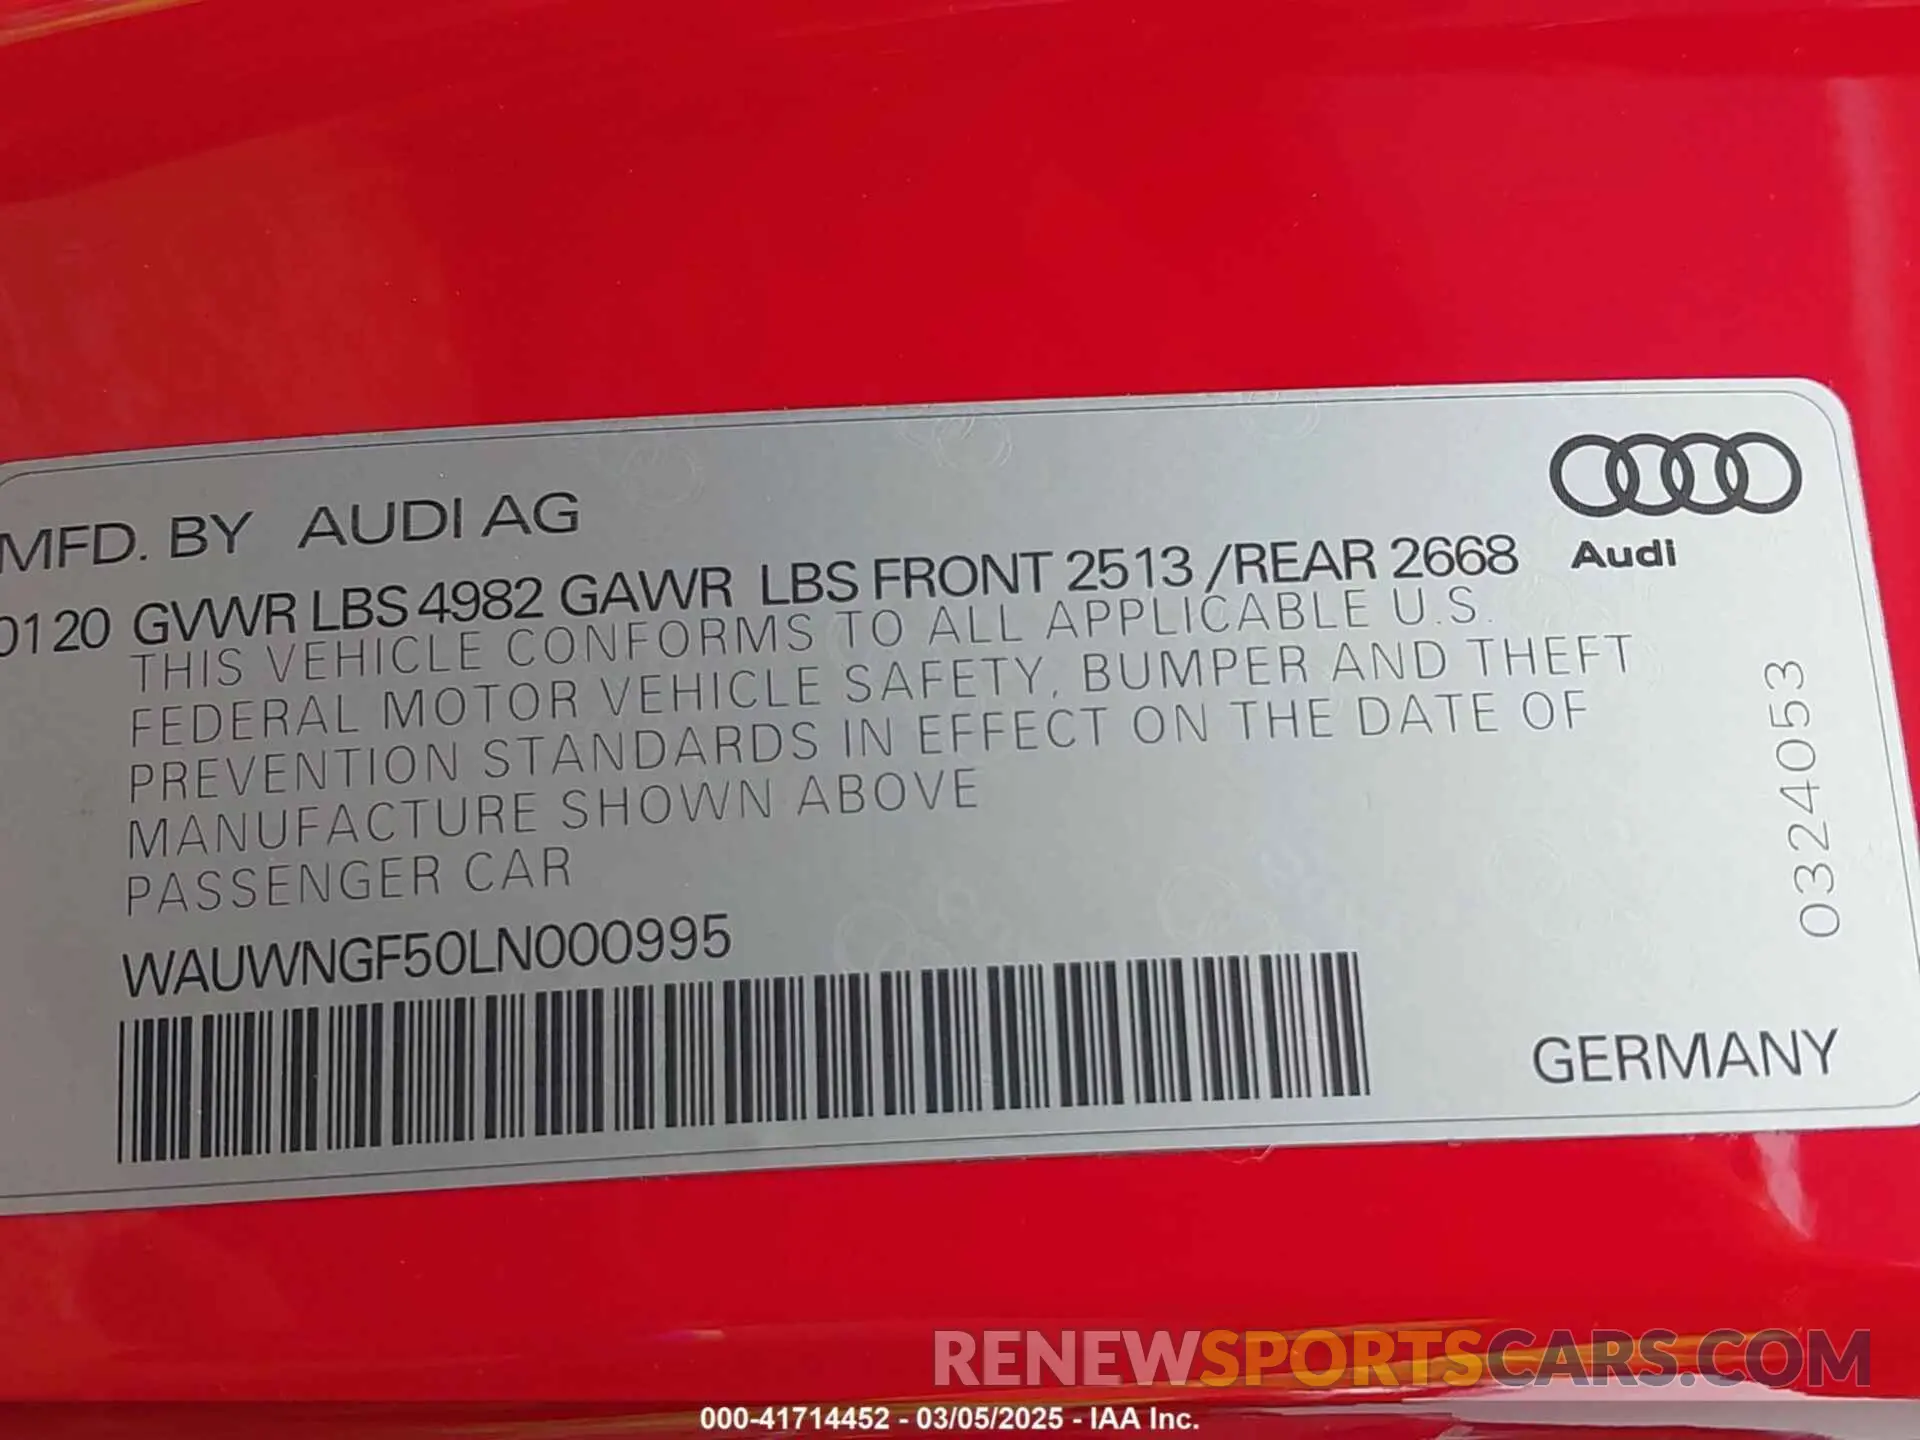 MFD. BY AUDI AG
0120 GVWR LBS 4982 GAWR LBS FRONT 2513 /REAR 2668
THIS VEHICLE CONFORMS TO ALL APPLICABLE U.S.
FEDERAL MOTOR VEHICLE SAFETY, BUMPER AND THEFT
PREVENTION STANDARDS IN EFFECT ON THE DATE OF
MANUFACTURE SHOWN ABOVE
PASSENGER CAR
WAUWNGF50LN000995
Audi
0324053
GERMANY
RENEWSPORTSCARS.COM
000-41714452 - 03/05/2025 - IAA Inc.